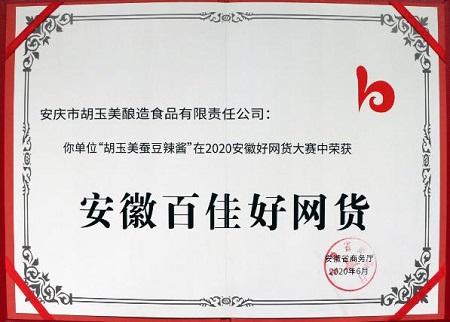 安庆市胡玉美酿造食品有限责任公司：
你单位“胡玉美蚕豆辣酱”在2020安徽好网货大赛中荣获
安徽百佳好网货
安徽省商务厅
2020年6月